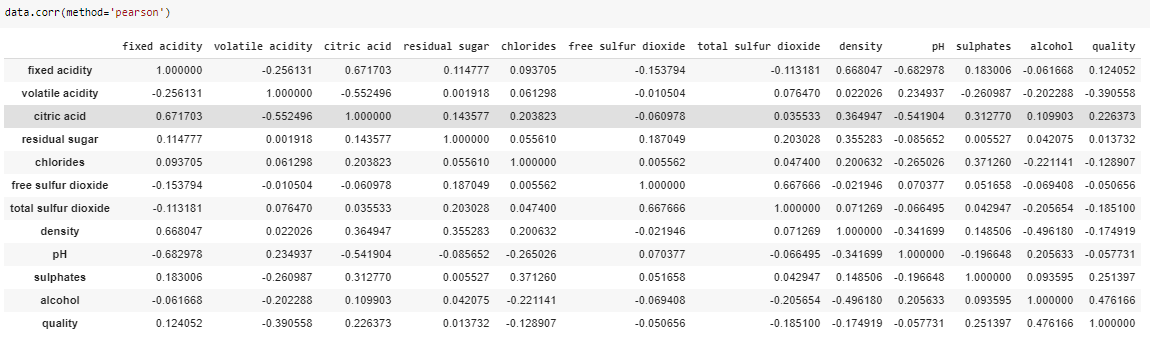 data.corr(method='pearson')
fixed acidity volatile acidity citric acid residual sugar chlorides free sulfur dioxide total sulfur dioxide density pH sulphates alcohol quality
fixed acidity 1.000000 -0.256131 0.671703 0.114777 0.093705 -0.153794 -0.113181 0.668047 -0.682978 0.183006 -0.061668 0.124052
volatile acidity -0.256131 1.000000 -0.552496 0.001918 0.061298 -0.010504 0.076470 0.022026 0.234937 -0.260987 -0.202288 -0.390558
citric acid 0.671703 -0.552496 1.000000 0.143577 0.203823 -0.060978 0.035533 0.364947 -0.541904 0.312770 0.109903 0.226373
residual sugar 0.114777 0.001918 0.143577 1.000000 0.055610 0.187049 0.203028 0.355283 -0.085652 0.005527 0.042075 0.013732
chlorides 0.093705 0.061298 0.203823 0.055610 1.000000 0.005562 0.047400 0.200632 -0.265026 0.371260 -0.221141 -0.128907
free sulfur dioxide -0.153794 -0.010504 -0.060978 0.187049 0.005562 1.000000 0.667666 -0.021946 0.070377 0.051658 -0.069408 -0.050656
total sulfur dioxide -0.113181 0.076470 0.035533 0.203028 0.047400 0.667666 1.000000 0.071269 -0.066495 0.042947 -0.205654 -0.185100
density 0.668047 0.022026 0.364947 0.355283 0.200632 -0.021946 0.071269 1.000000 -0.341699 0.148506 -0.496180 -0.174919
pH -0.682978 0.234937 -0.541904 -0.085652 -0.265026 0.070377 -0.066495 -0.341699 1.000000 -0.196648 0.205633 -0.057731
sulphates 0.183006 -0.260987 0.312770 0.005527 0.371260 0.051658 0.042947 0.148506 -0.196648 1.000000 0.093595 0.251397
alcohol -0.061668 -0.202288 0.109903 0.042075 -0.221141 -0.069408 -0.205654 -0.496180 0.205633 0.093595 1.000000 0.476166
quality 0.124052 -0.390558 0.226373 0.013732 -0.128907 -0.050656 -0.185100 -0.174919 -0.057731 0.251397 0.476166 1.000000